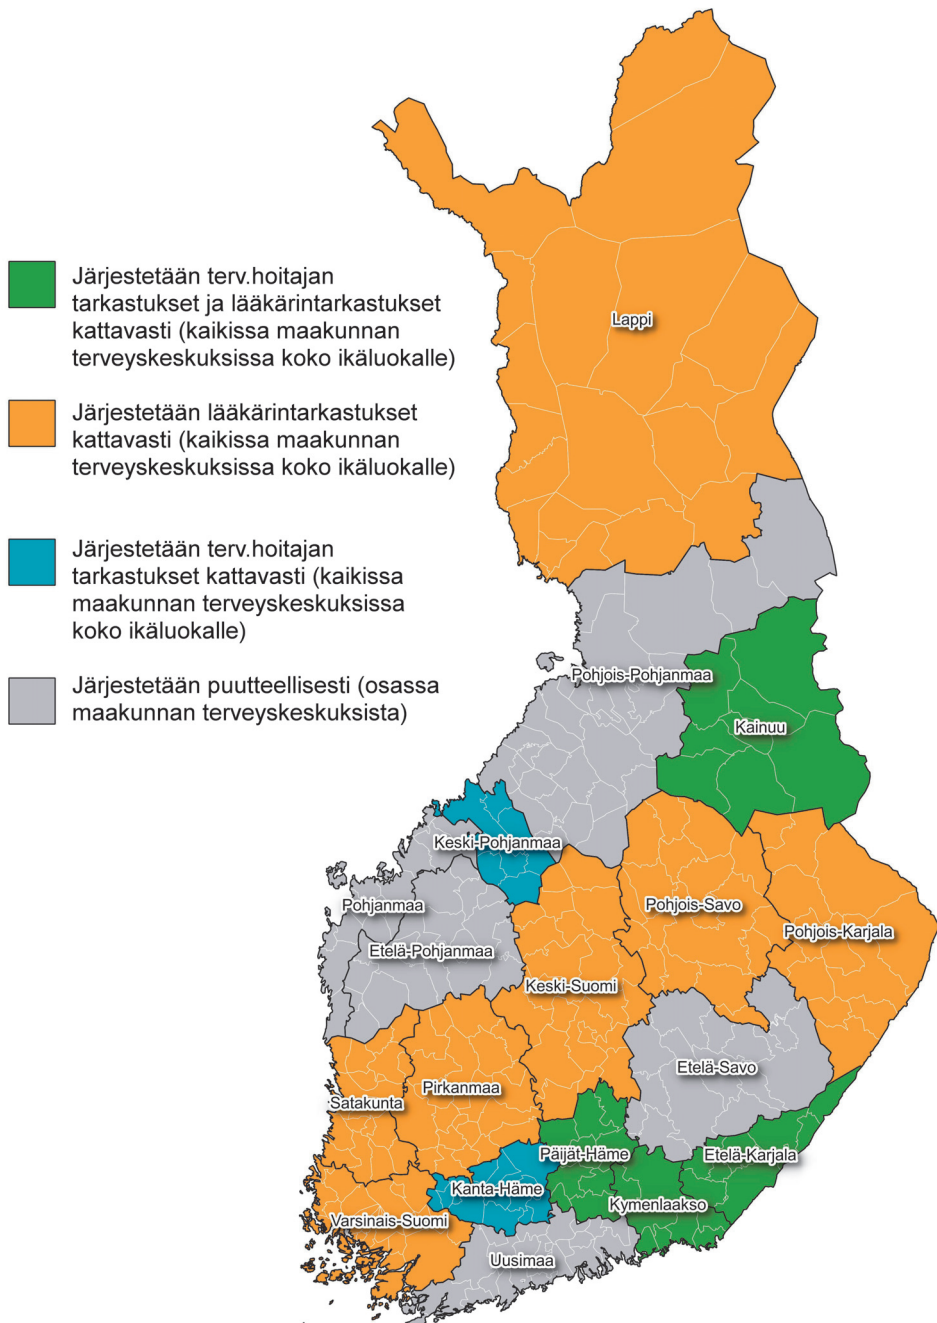 Järjestetään terv.hoitajan
tarkastukset ja lääkärintarkastukset
kattavasti (kaikissa maakunnan
terveyskeskuksissa koko ikäluokalle)
Järjestetään lääkärintarkastukset
kattavasti (kaikissa maakunnan
terveyskeskuksissa koko ikäluokalle)
Järjestetään terv.hoitajan
tarkastukset kattavasti (kaikissa
maakunnan terveyskeskuksissa
koko ikäluokalle)
Järjestetään puutteellisesti (osassa
maakunnan terveyskeskuksista)
Lappi
Pohjois-Pohjanmaa
Kainuu
Keski-Pohjanmaa
Pohjanmaa
Pohjois-Savo
Pohjois-Karjala
Etelä-Pohjanmaa
Keski-Suomi
Etelä-Savo
Pirkanmaa
Satakunta
Päijät-Häme
Etelä-Karjala
Kanta-Häme
Kymenlaakso
Varsinais-Suomi
Uusimaa